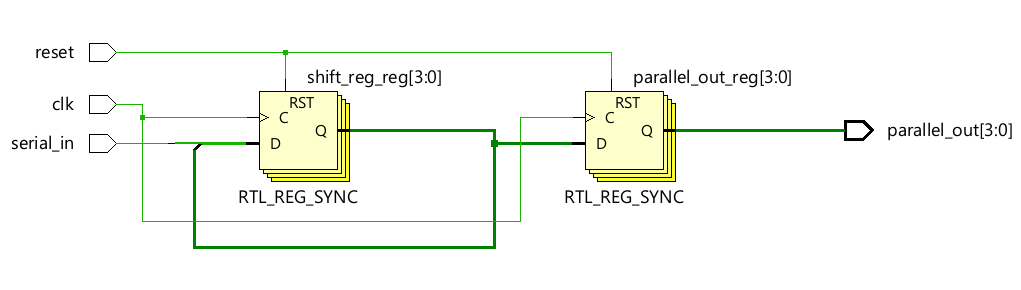 reset
shift_reg_reg[3:0]
parallel_out_reg[3:0]
clk
RST
RST
C
C
Q
Q
parallel_out[3:0]
serial_in
D
D
RTL_REG_SYNC
RTL_REG_SYNC